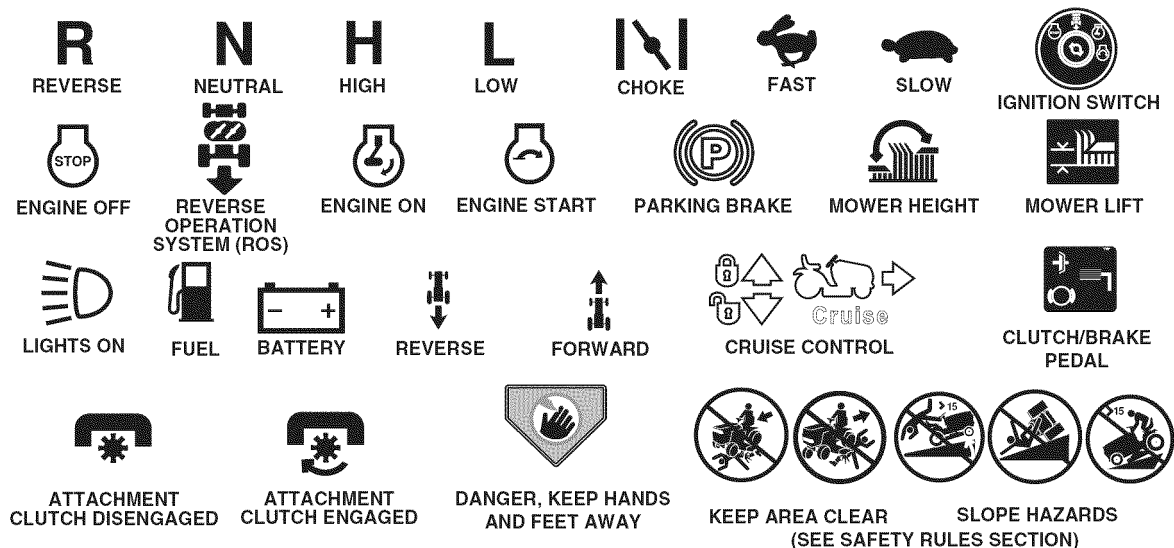 R N H L
REVERSE NEUTRAL HIGH LOW CHOKE FAST SLOW
IGNITION SWITCH
STOP P
ENGINE OFF REVERSE ENGINE ON ENGINE START PARKING BRAKE MOWER HEIGHT MOWER LIFT
OPERATION
SYSTEM (ROS)
Cruise
LIGHTS ON FUEL BATTERY REVERSE FORWARD CRUISE CONTROL CLUTCH/BRAKE
PEDAL
15 15
ATTACHMENT ATTACHMENT DANGER, KEEP HANDS
CLUTCH DISENGAGED CLUTCH ENGAGED AND FEET AWAY
KEEP AREA CLEAR SLOPE HAZARDS
(SEE SAFETY RULES SECTION)